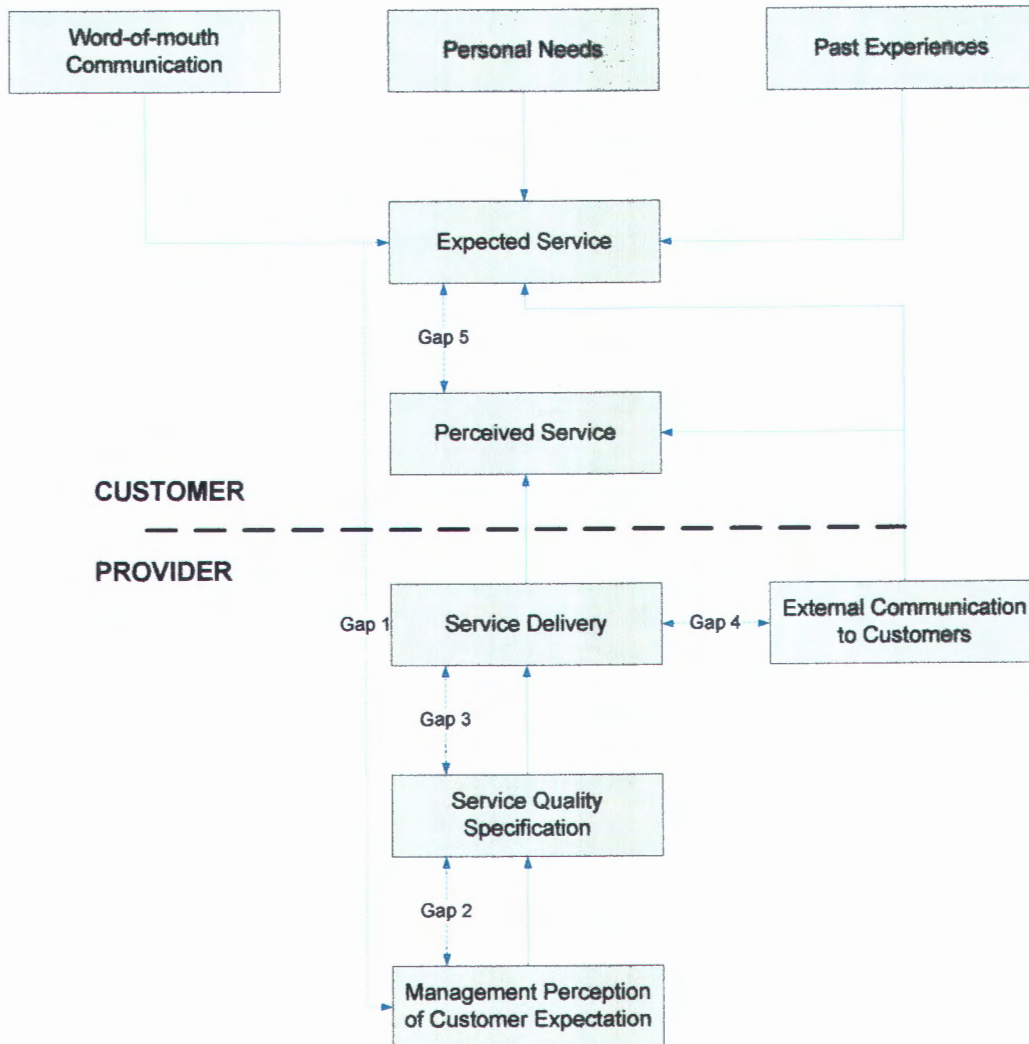 Word-of-mouth
Communication
Personal Needs
Past Experiences
Expected Service
Gap 5
Perceived Service
CUSTOMER
PROVIDER
Gap 1
Service Delivery
Gap 4
External Communication
to Customers
Gap 3
Service Quality
Specification
Gap 2
Management Perception
of Customer Expectation